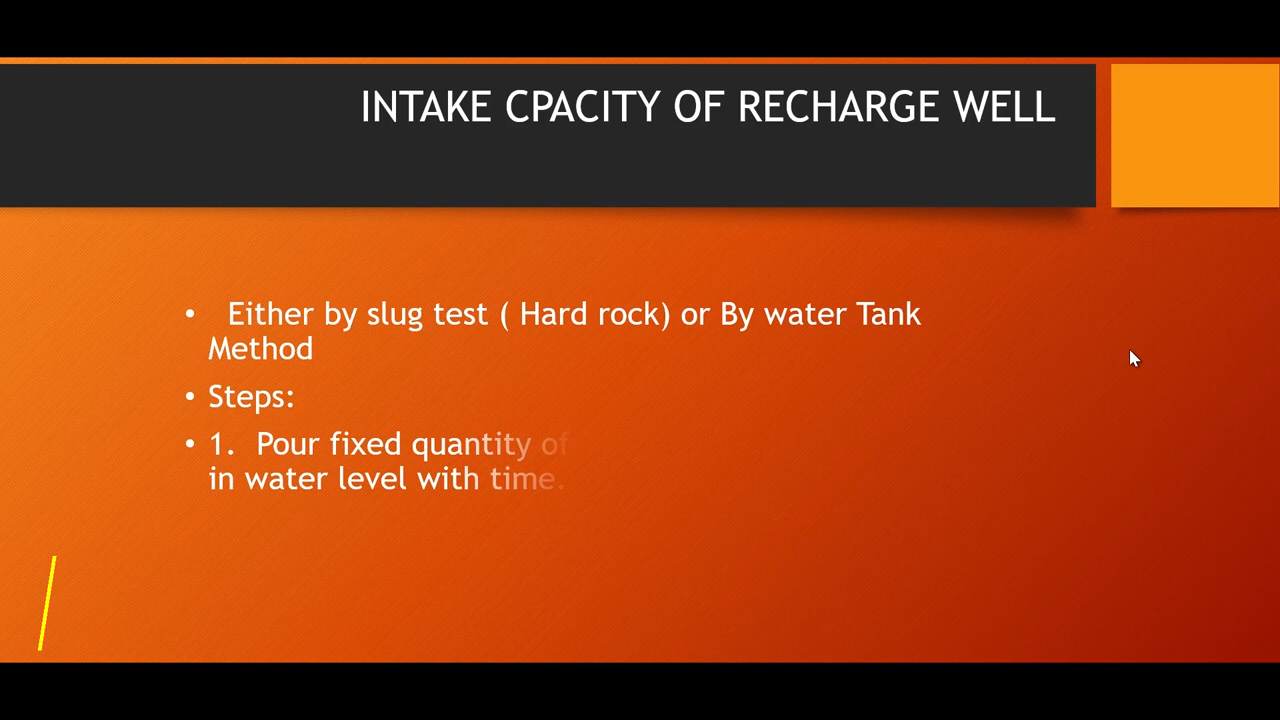 INTAKE CPACITY OF RECHARGE WELL
• Either by slug test ( Hard rock) or By water Tank
Method
• Steps:
• 1. Pour fixed quantity of
in water level with time.